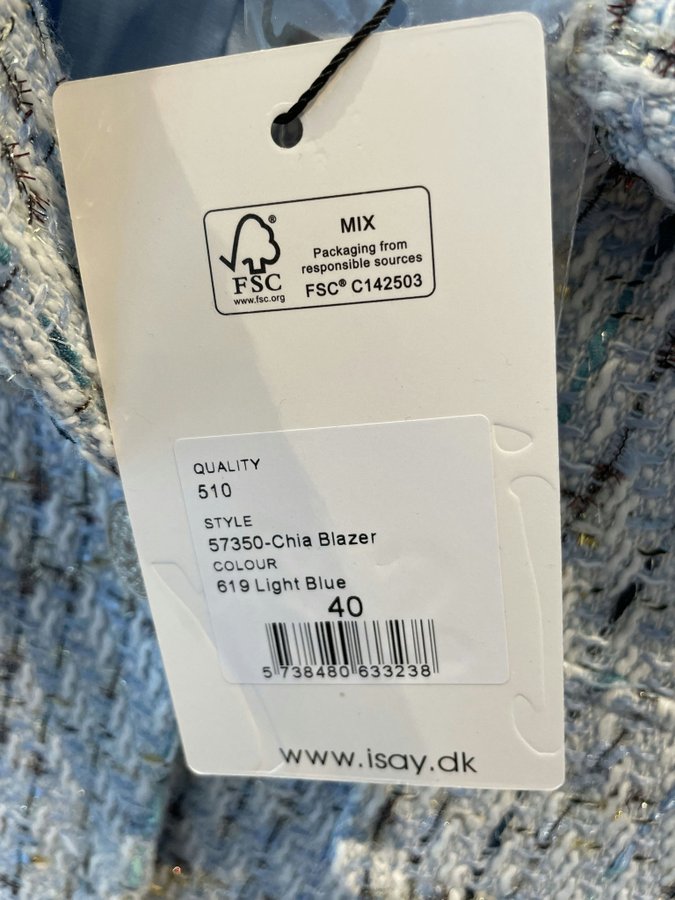 MIX
Packaging from
responsible sources
FSC® C142503
®
FSC
www.fsc.org
QUALITY
510
STYLE
57350-Chia Blazer
COLOUR
619 Light Blue
40
5 738480 633238
www.isay.dk